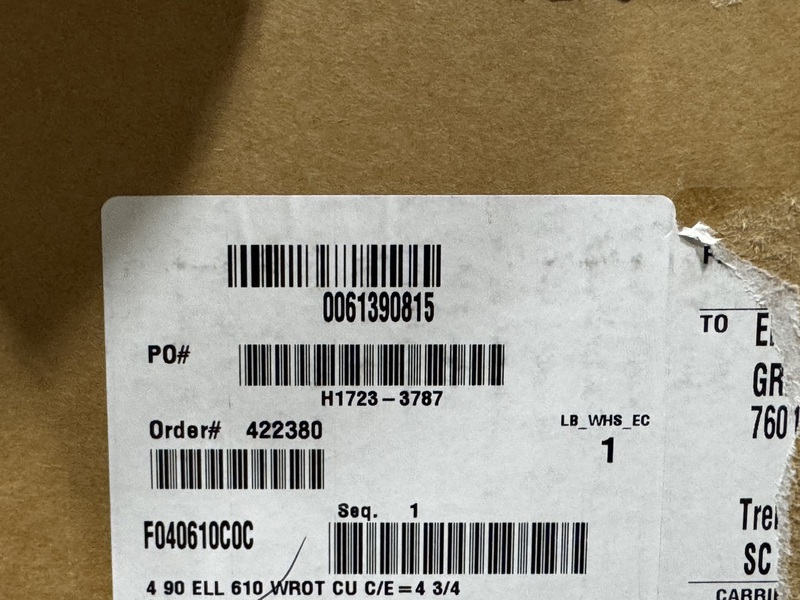 0061390815
PO#
H1723-3787
Order# 422380
LB_WHS_EC
1
Seq. 1
F040610C0C
4 90 ELL 610 WROT CU C/E=4 3/4
TO
GR
760
SC